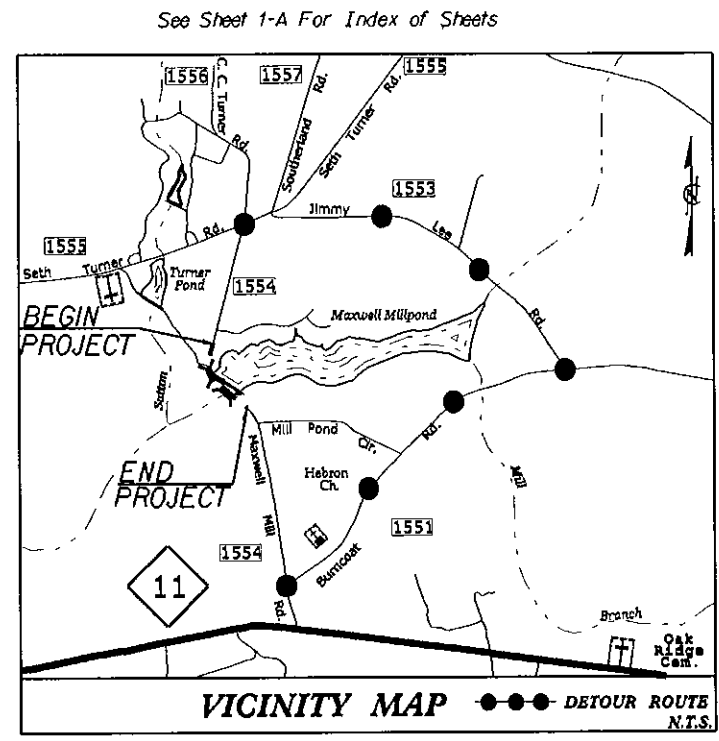 See Sheet 1-A For Index of Sheets
1556
1557
1555
C. C. Turner
Rd.
Southerland
Rd.
Seth Turner
Rd.
1553
Jimmy
Lee
Rd.
1555
Seth
Turner
Rd.
Turner
Pond
1554
Maxwell Millpond
BEGIN
PROJECT
Sutton
END
PROJECT
Mill Pond
Cir.
Maxwell
Mill
Rd.
Hebron
Ch.
Rd.
Burncoat
1551
1554
11
Mill
Branch
Oak
Ridge
Cem.
VICINITY MAP
DETOUR ROUTE
N.T.S.